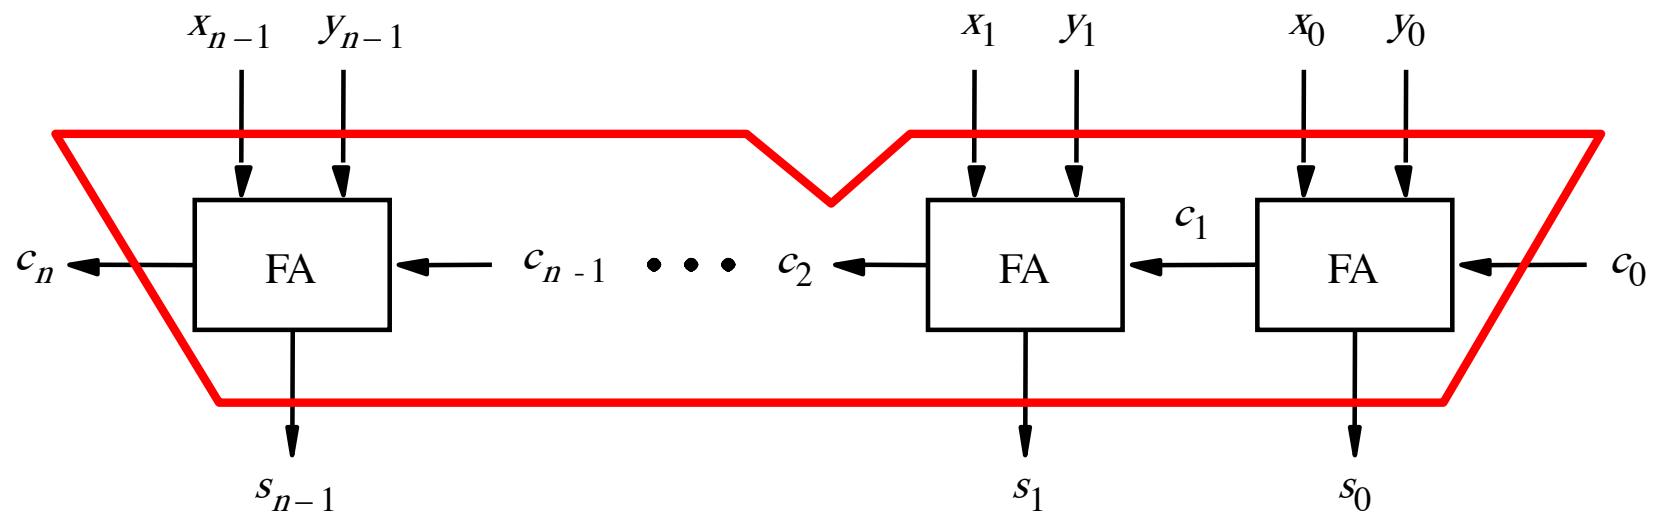 xₙ₋₁ yₙ₋₁ x₁ y₁ x₀ y₀
c₁
cₙ FA cₙ₋₁ • • • c₂ FA FA c₀
sₙ₋₁ s₁ s₀